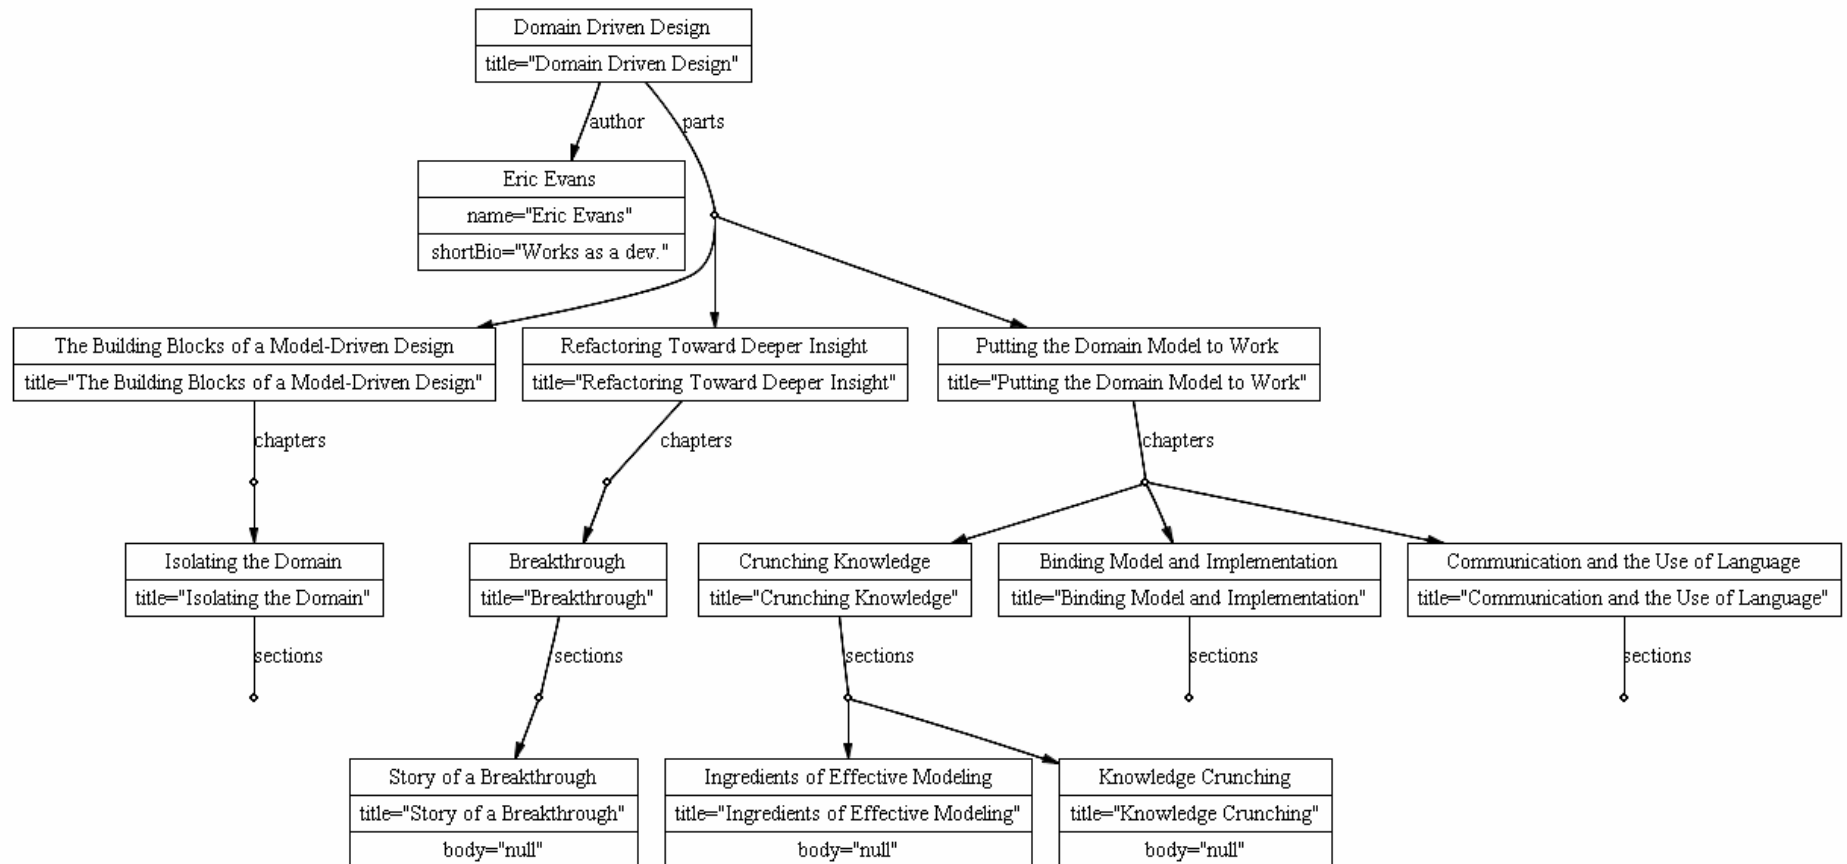 Domain Driven Design
title="Domain Driven Design"
author
parts
Eric Evans
name="Eric Evans"
shortBio="Works as a dev."
The Building Blocks of a Model-Driven Design
title="The Building Blocks of a Model-Driven Design"
Refactoring Toward Deeper Insight
title="Refactoring Toward Deeper Insight"
Putting the Domain Model to Work
title="Putting the Domain Model to Work"
chapters
chapters
chapters
Isolating the Domain
title="Isolating the Domain"
Breakthrough
title="Breakthrough"
Crunching Knowledge
title="Crunching Knowledge"
Binding Model and Implementation
title="Binding Model and Implementation"
Communication and the Use of Language
title="Communication and the Use of Language"
sections
sections
sections
sections
sections
Story of a Breakthrough
title="Story of a Breakthrough"
body="null"
Ingredients of Effective Modeling
title="Ingredients of Effective Modeling"
body="null"
Knowledge Crunching
title="Knowledge Crunching"
body="null"